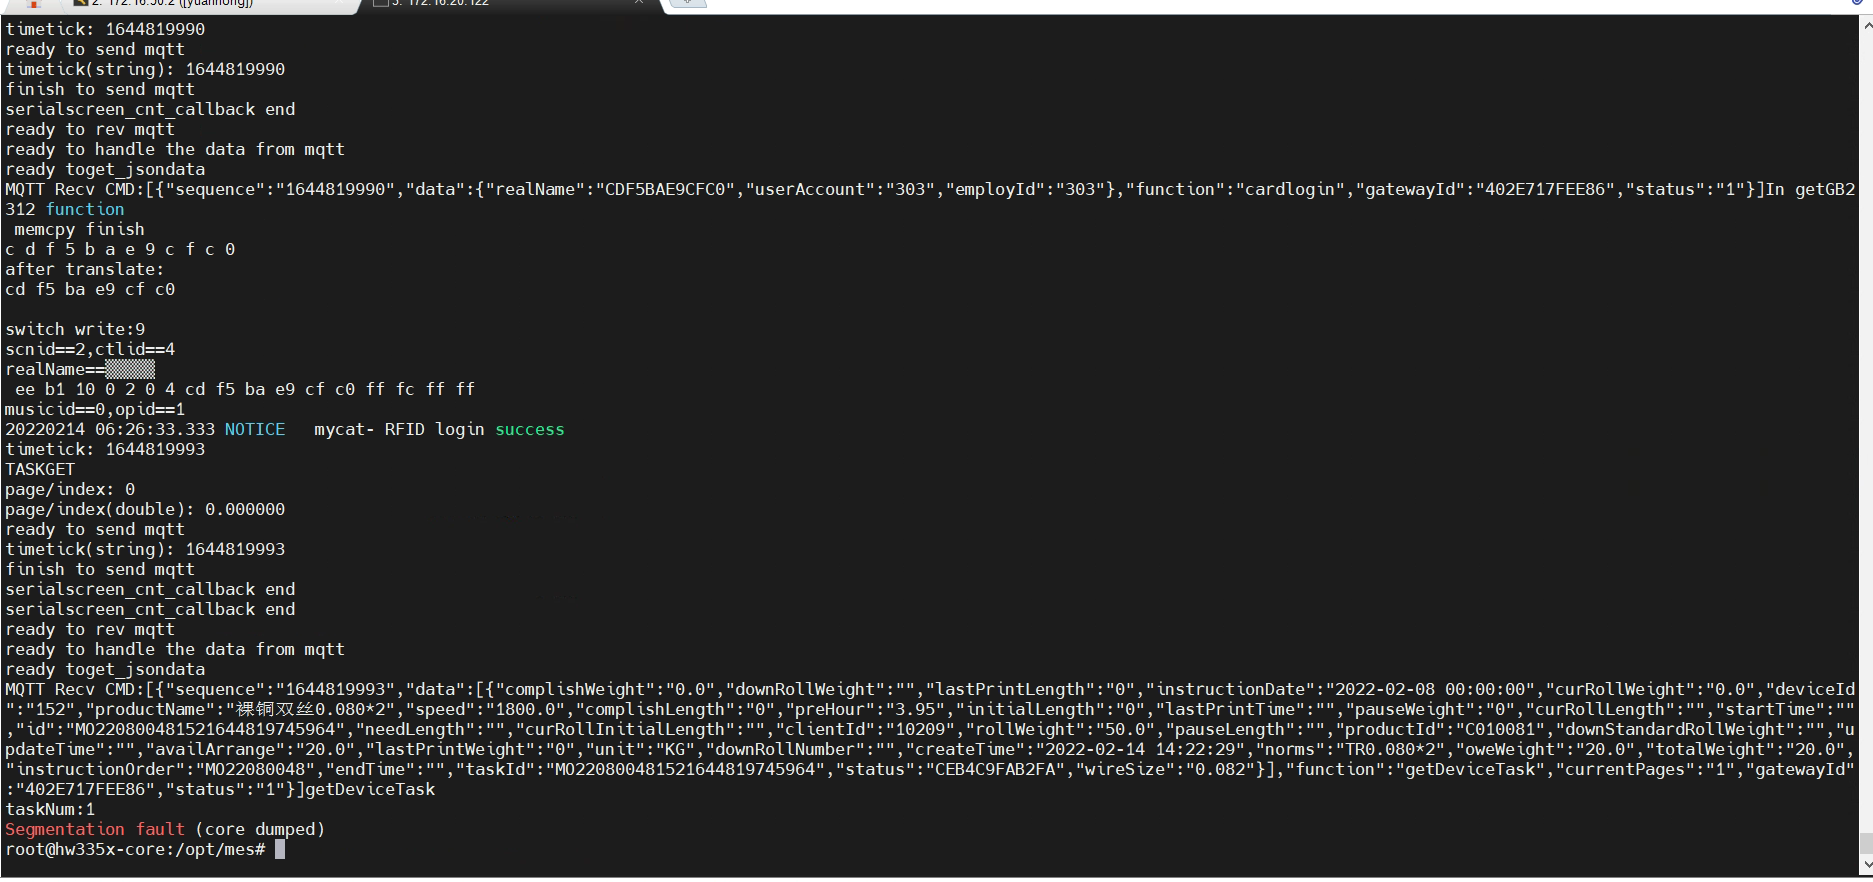 2. 172.16.50.2 ([yuanhong])
3. 172.16.20.122
timetick: 1644819990
ready to send mqtt
timetick(string): 1644819990
finish to send mqtt
serialscreen_cnt_callback end
ready to rev mqtt
ready to handle the data from mqtt
ready toget_jsondata
MQTT Recv CMD:[{"sequence":"1644819990","data":{"realName":"CDF5BAE9CFC0","userAccount":"303","employId":"303"},"function":"cardlogin","gatewayId":"402E717FEE86","status":"1"}]In getGB2
312 function
memcpy finish
c d f 5 b a e 9 c f c 0
after translate:
cd f5 ba e9 cf c0
switch write:9
scnid==2,ctlid==4
realName==▒▒▒▒▒
ee b1 10 0 2 0 4 cd f5 ba e9 cf c0 ff fc ff ff
musicid==0,opid==1
20220214 06:26:33.333 NOTICE   mycat- RFID login success
timetick: 1644819993
TASKGET
page/index: 0
page/index(double): 0.000000
ready to send mqtt
timetick(string): 1644819993
finish to send mqtt
serialscreen_cnt_callback end
serialscreen_cnt_callback end
ready to rev mqtt
ready to handle the data from mqtt
ready toget_jsondata
MQTT Recv CMD:[{"sequence":"1644819993","data":[{"complishWeight":"0.0","downRollWeight":"","lastPrintLength":"0","instructionDate":"2022-02-08 00:00:00","curRollWeight":"0.0","deviceId
":"152","productName":"裸铜双丝0.080*2","speed":"1800.0","complishLength":"0","preHour":"3.95","initialLength":"0","lastPrintTime":"","pauseWeight":"0","curRollLength":"","startTime":""
,"id":"MO220800481521644819745964","needLength":"","curRollInitialLength":"","clientId":"10209","rollWeight":"50.0","pauseLength":"","productId":"C010081","downStandardRollWeight":"","u
pdateTime":"","availArrange":"20.0","lastPrintWeight":"0","unit":"KG","downRollNumber":"","createTime":"2022-02-14 14:22:29","norms":"TR0.080*2","oweWeight":"20.0","totalWeight":"20.0",
"instructionOrder":"MO22080048","endTime":"","taskId":"MO220800481521644819745964","status":"CEB4C9FAB2FA","wireSize":"0.082"}],"function":"getDeviceTask","currentPages":"1","gatewayId"
:"402E717FEE86","status":"1"}]getDeviceTask
taskNum:1
Segmentation fault (core dumped)
root@hw335x-core:/opt/mes#